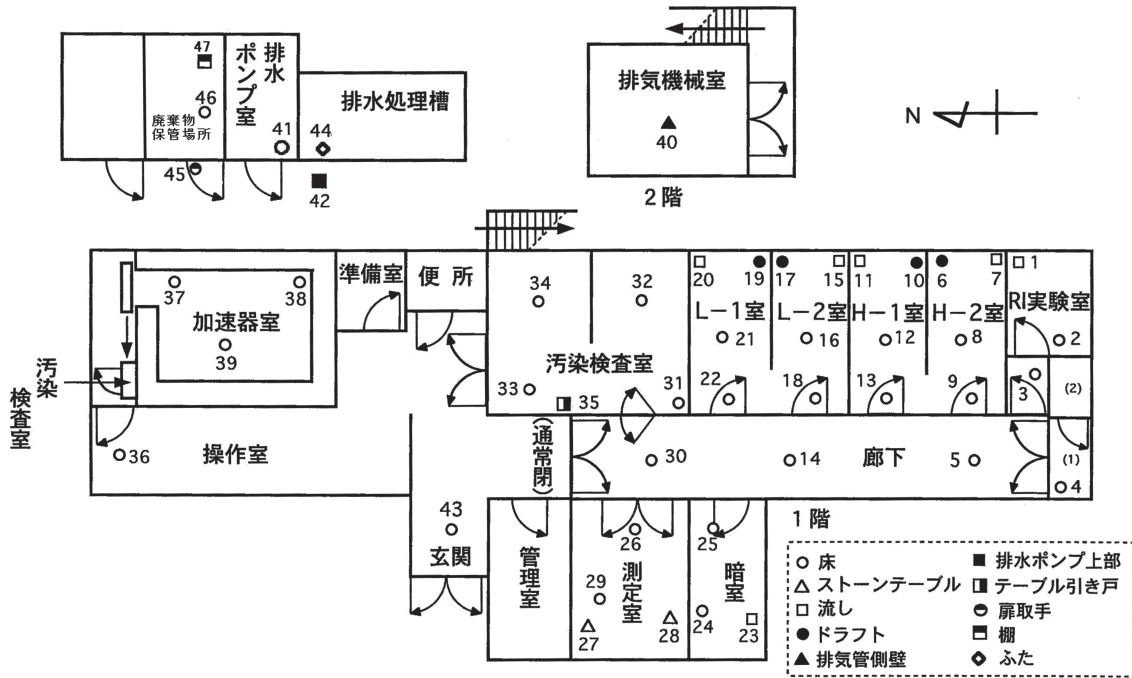 47
46
廃棄物
保管場所
45
排水
ポンプ室
41
排水処理槽
44
42
排気機械室
40
2階
N
37
38
加速器室
39
汚染
検査室
36
操作室
準備室
便所
34
32
汚染検査室
33
35
31
20
19
L−1室
21
22
17
15
L−2室
16
18
11
10
H−1室
12
13
6
7
H−2室
8
9
1
RI実験室
2
3
(2)
(1)
4
(通常閉)
30
14
廊下
5
1階
43
玄関
管理室
26
29
測定室
27
28
25
暗室
24
23
床
ストーンテーブル
流し
ドラフト
排気管側壁
排水ポンプ上部
テーブル引き戸
扉取手
棚
ふた